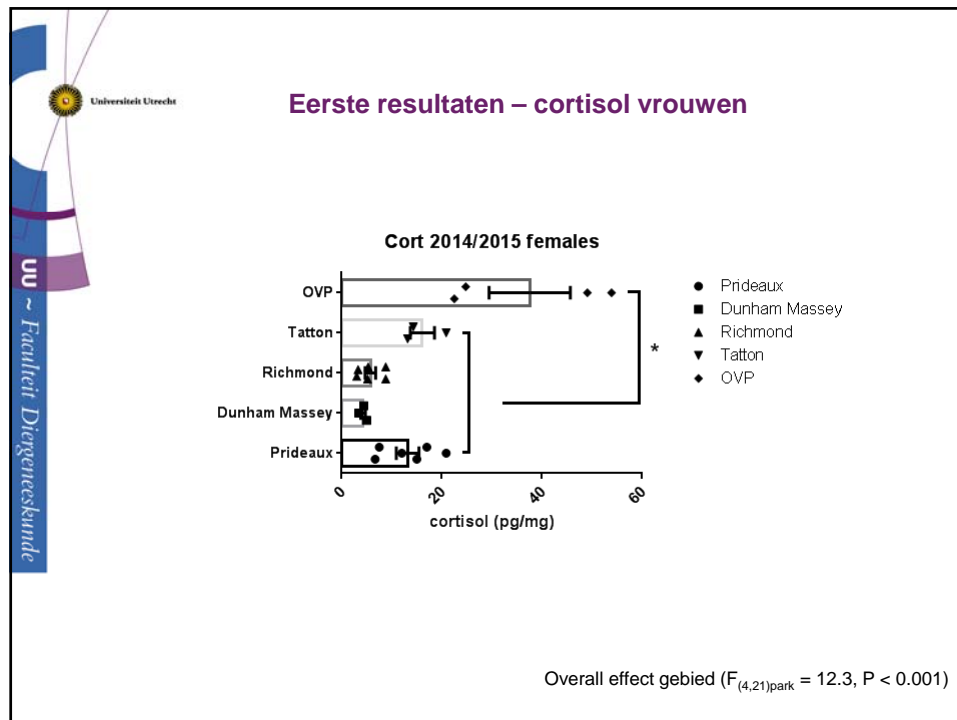 Universiteit Utrecht
Eerste resultaten – cortisol vrouwen
UU ~ Faculteit Diergeneeskunde
Cort 2014/2015 females
OVP
Tatton
Richmond
Dunham Massey
Prideaux
0
20
40
60
cortisol (pg/mg)
*
Prideaux
Dunham Massey
Richmond
Tatton
OVP
Overall effect gebied (F(4,21)park = 12.3, P < 0.001)